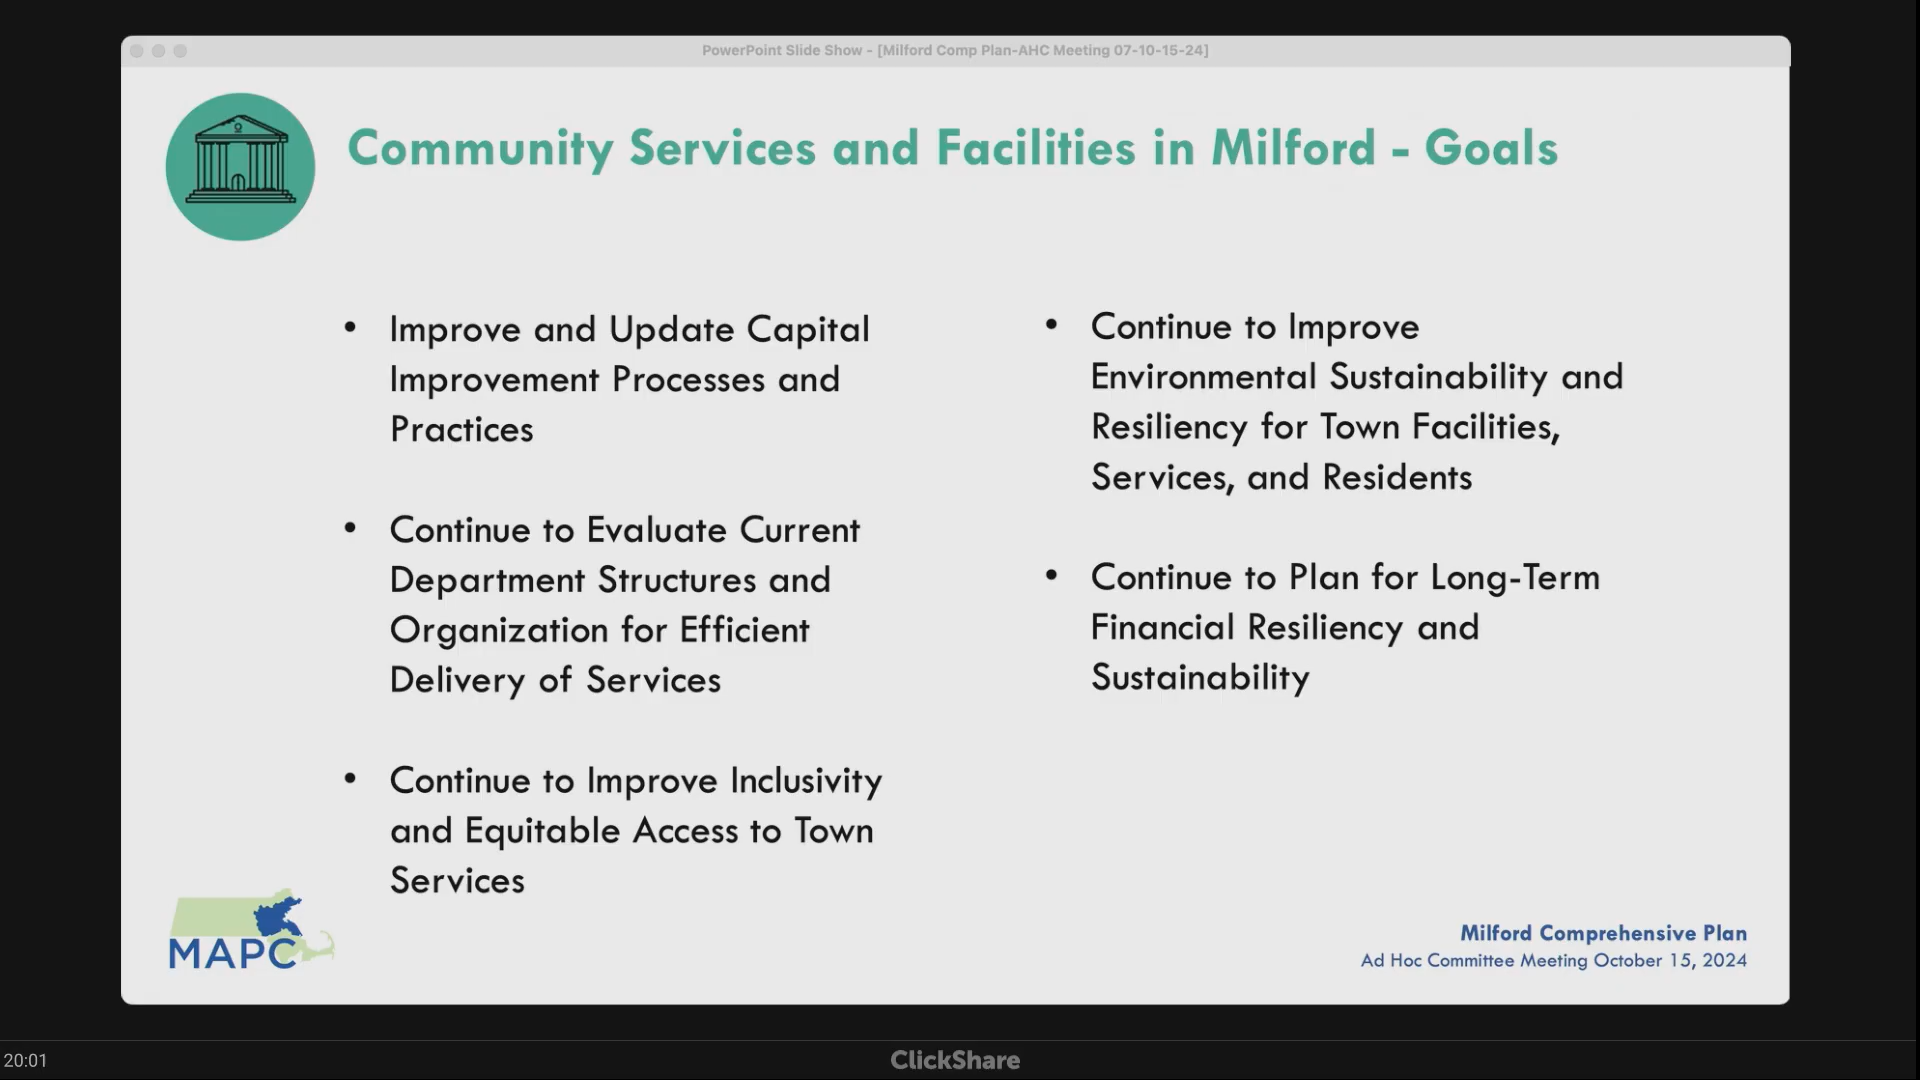 PowerPoint Slide Show - [Milford Comp Plan-AHC Meeting 07-10-15-24]
Community Services and Facilities in Milford - Goals
• Improve and Update Capital
Improvement Processes and
Practices
• Continue to Evaluate Current
Department Structures and
Organization for Efficient
Delivery of Services
• Continue to Improve Inclusivity
and Equitable Access to Town
Services
• Continue to Improve
Environmental Sustainability and
Resiliency for Town Facilities,
Services, and Residents
• Continue to Plan for Long-Term
Financial Resiliency and
Sustainability
MAPC
Milford Comprehensive Plan
Ad Hoc Committee Meeting October 15, 2024
20:01
ClickShare